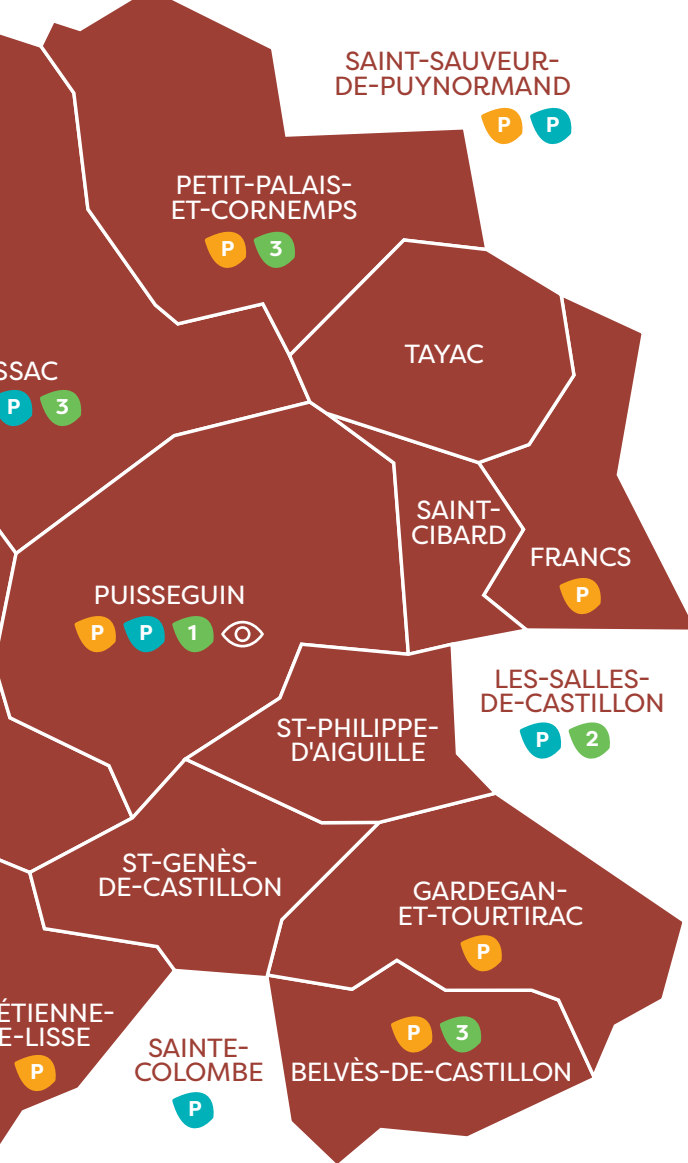 SAINT-SAUVEUR-
DE-PUYNORMAND
P P
PETIT-PALAIS-
ET-CORNEMPS
P 3
TAYAC
SSAC
P 3
SAINT-
CIBARD
FRANCS
P
PUISSEGUIN
P P 1
LES-SALLES-
DE-CASTILLON
P 2
ST-PHILIPPE-
D'AIGUILLE
ST-GENÈS-
DE-CASTILLON
GARDEGAN-
ET-TOURTIRAC
P
ÉTIENNE-
E-LISSE
P
SAINTE-
COLOMBE
P
P 3
BELVÈS-DE-CASTILLON